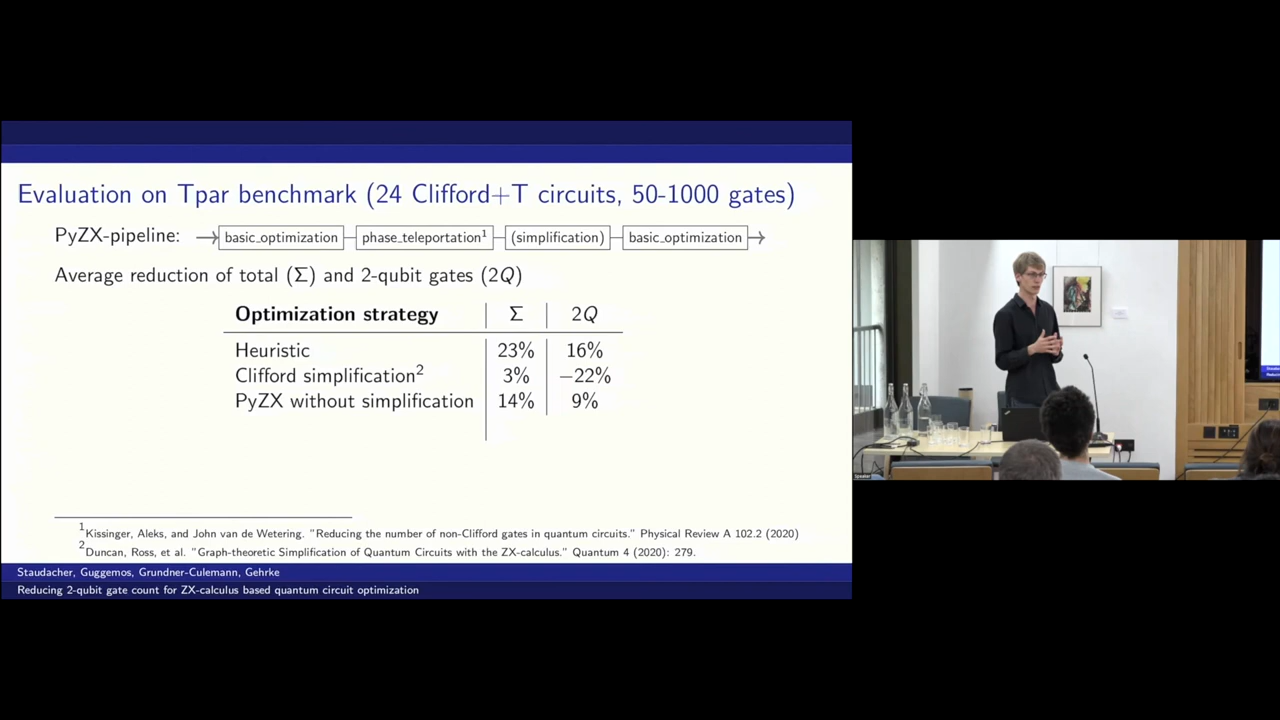 Evaluation on Tpar benchmark (24 Clifford+T circuits, 50-1000 gates)
PyZX-pipeline: basic_optimization phase_teleportation¹ (simplification) basic_optimization
Average reduction of total (Σ) and 2-qubit gates (2Q)
Optimization strategy Σ 2Q
Heuristic 23% 16%
Clifford simplification² 3% −22%
PyZX without simplification 14% 9%
¹Kissinger, Aleks, and John van de Wetering. "Reducing the number of non-Clifford gates in quantum circuits." Physical Review A 102.2 (2020)
²Duncan, Ross, et al. "Graph-theoretic Simplification of Quantum Circuits with the ZX-calculus." Quantum 4 (2020): 279.
Staudacher, Guggemos, Grundner-Culemann, Gehrke
Reducing 2-qubit gate count for ZX-calculus based quantum circuit optimization
Speaker